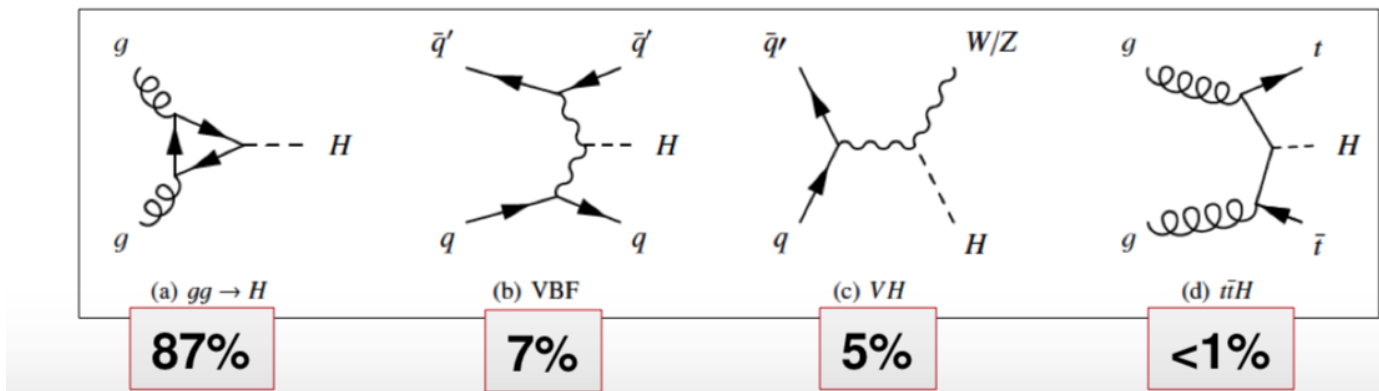 g q̄′ q̄′ q̄′ W/Z g t
H H H
g q q q H g t̄
(a) gg → H (b) VBF (c) VH (d) tt̄H
87% 7% 5% <1%